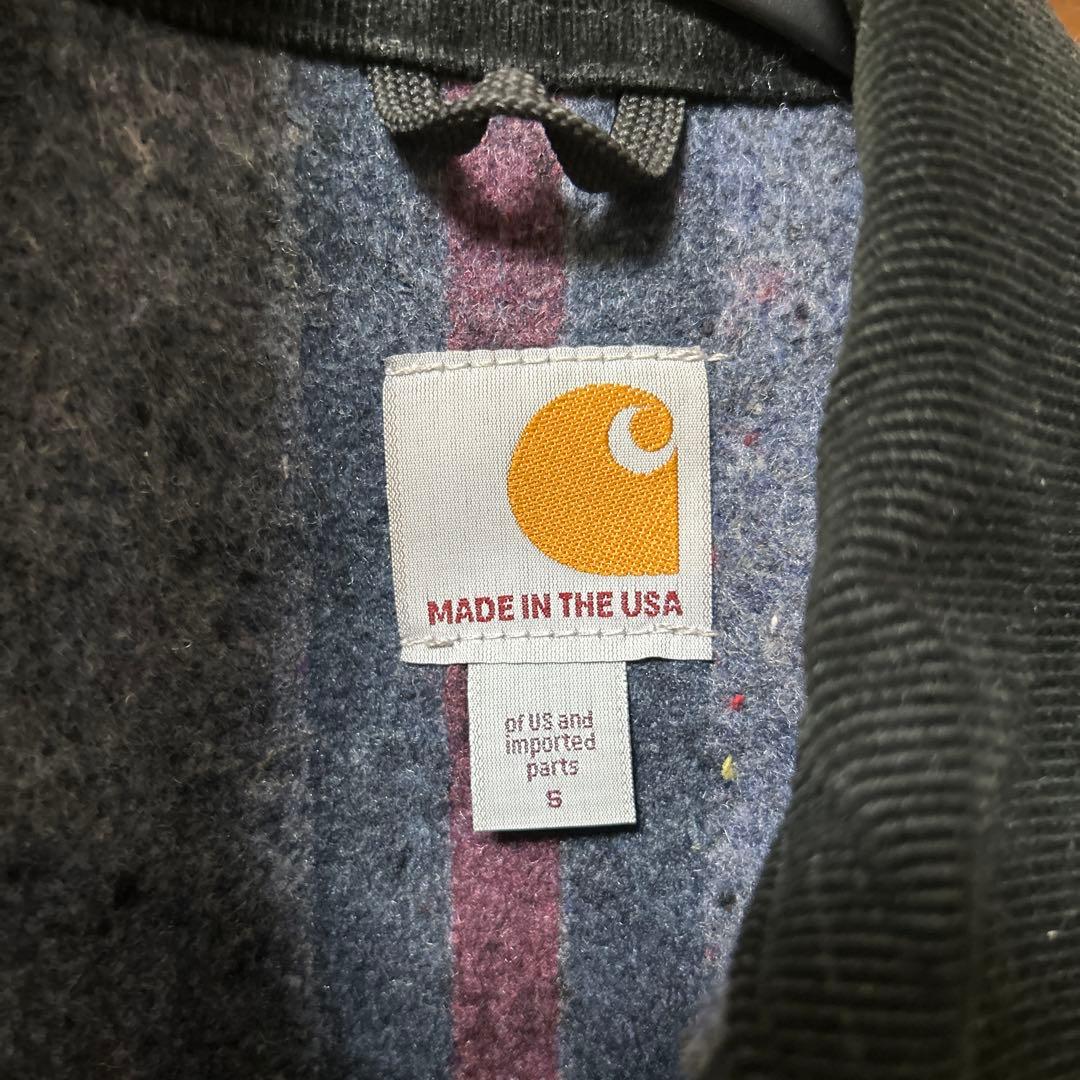 MADE IN THE USA
of US and
imported
parts
S